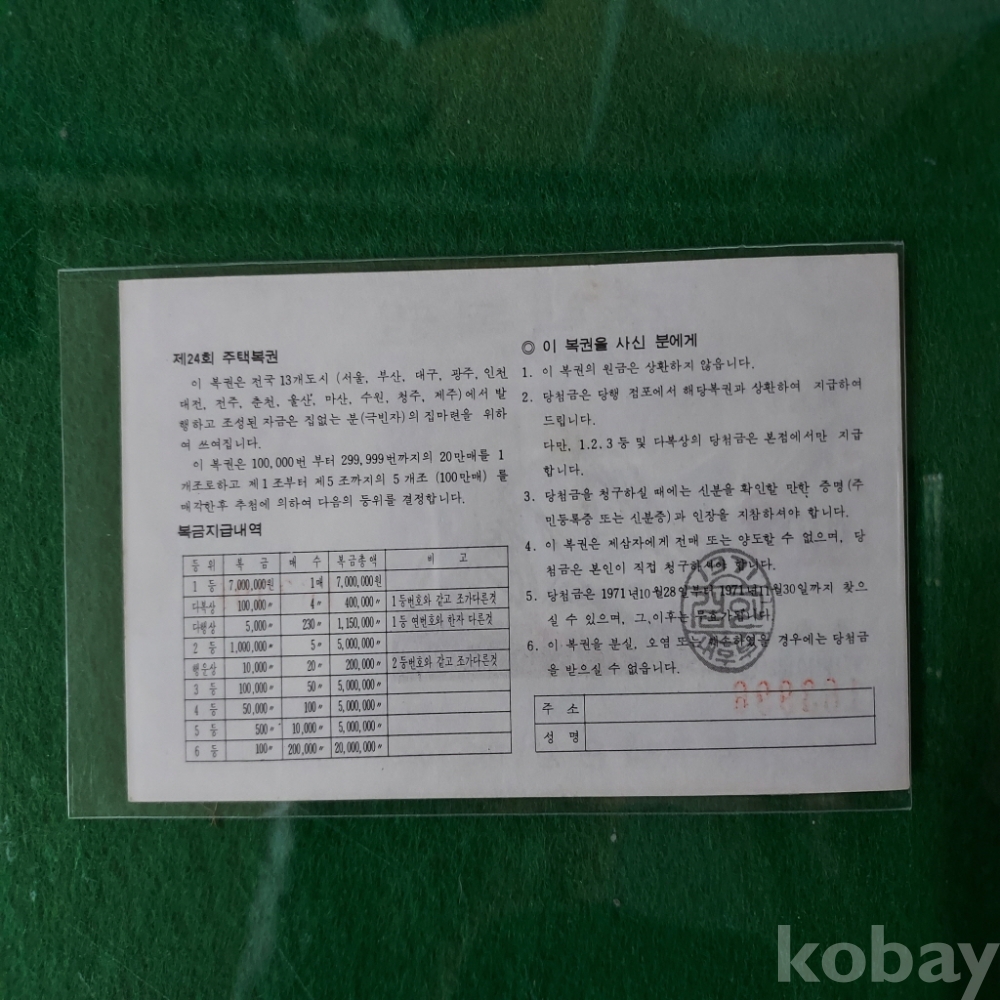 제24회 주택복권
이 복권은 전국 13개도시 (서울, 부산, 대구, 광주, 인천
대전, 전주, 춘천, 울산, 마산, 수원, 청주, 제주)에서 발
행하고 조성된 자금은 집없는 분(극빈자)의 집마련을 위하
여 쓰여집니다.
이 복권은 100,000번 부터 299,999번까지의 20만매를 1
개조로하고 제1조부터 제5조까지의 5개조 (100만매) 를
매각한후 추첨에 의하여 다음의 등위를 결정합니다.
복금지급내역
등 위 복 금 매 수 복금총액 비 고
1 등 7,000,000원 1매 7,000,000원
다복상 100,000〃 4〃 400,000〃 1등번호와 같고 조가다른것
다행상 5,000〃 230〃 1,150,000〃 1등 연번호와 한자 다른것
2 등 1,000,000〃 5〃 5,000,000〃
행운상 10,000〃 20〃 200,000〃 2등번호와 같고 조가다른것
3 등 100,000〃 50〃 5,000,000〃
4 등 50,000〃 100〃 5,000,000〃
5 등 500〃 10,000〃 5,000,000〃
6 등 100〃 200,000〃 20,000,000〃
◎ 이 복권을 사신 분에게
1. 이 복권의 원금은 상환하지 않읍니다.
2. 당첨금은 당행 점포에서 해당복권과 상환하여 지급하여
드립니다.
다만, 1.2.3등 및 다복상의 당첨금은 본점에서만 지급
합니다.
3. 당첨금을 청구하실 때에는 신분을 확인할 만한 증명(주
민등록증 또는 신분증)과 인장을 지참하셔야 합니다.
4. 이 복권은 제삼자에게 전매 또는 양도할 수 없으며, 당
첨금은 본인이 직접 청구하셔야 합니다.
5. 당첨금은 1971년10월28일부터 1971년11월30일까지 찾으
실 수 있으며, 그.이후는 무효가됩니다.
6. 이 복권을 분실, 오염 또는 훼손하였을 경우에는 당첨금
을 받으실 수 없읍니다.
주 소
성 명
kobay